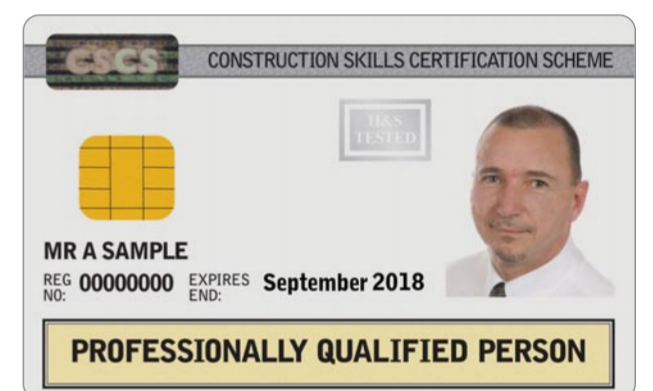 CSCS CONSTRUCTION SKILLS CERTIFICATION SCHEME
H&S
TESTED
MR A SAMPLE
REG NO: 00000000 EXPIRES END: September 2018
PROFESSIONALLY QUALIFIED PERSON